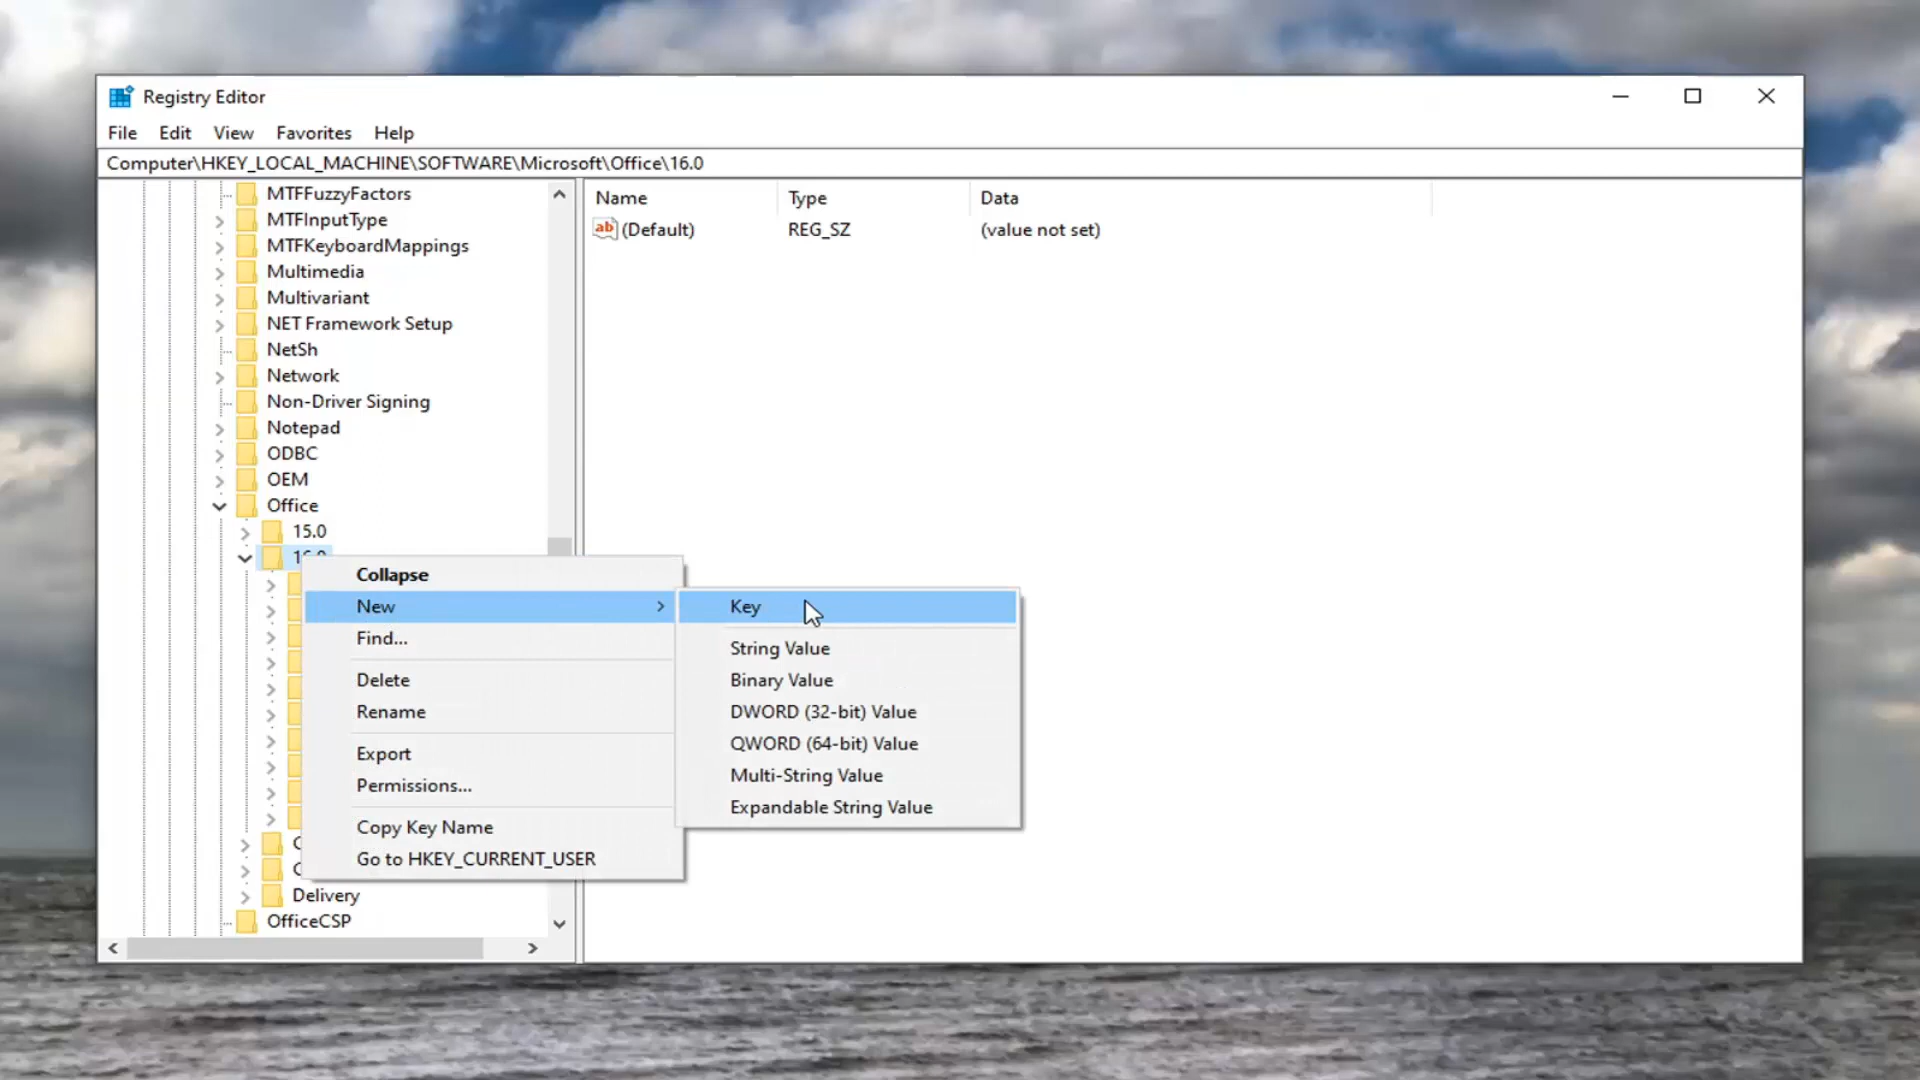 Registry Editor
File Edit View Favorites Help
Computer\HKEY_LOCAL_MACHINE\SOFTWARE\Microsoft\Office\16.0
MTFFuzzyFactors
MTFInputType
MTFKeyboardMappings
Multimedia
Multivariant
NET Framework Setup
NetSh
Network
Non-Driver Signing
Notepad
ODBC
OEM
Office
15.0
16.0
Delivery
OfficeCSP
Name Type Data
ab (Default) REG_SZ (value not set)
Collapse
New
Find...
Delete
Rename
Export
Permissions...
Copy Key Name
Go to HKEY_CURRENT_USER
Key
String Value
Binary Value
DWORD (32-bit) Value
QWORD (64-bit) Value
Multi-String Value
Expandable String Value